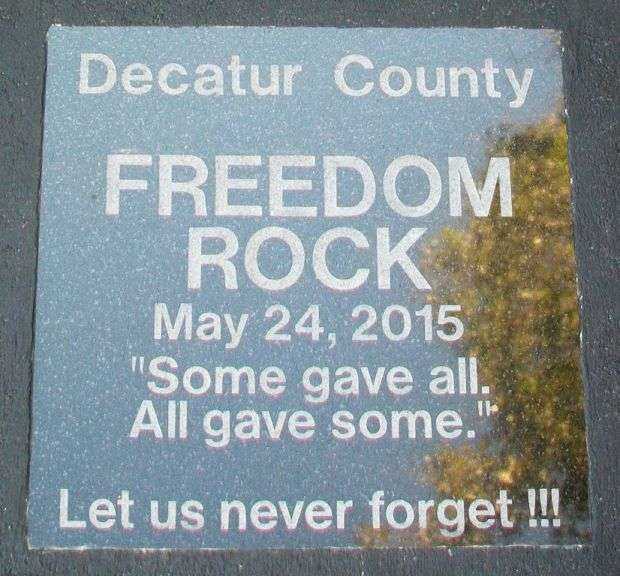 Decatur County
FREEDOM
ROCK
May 24, 2015
"Some gave all.
All gave some."
Let us never forget !!!